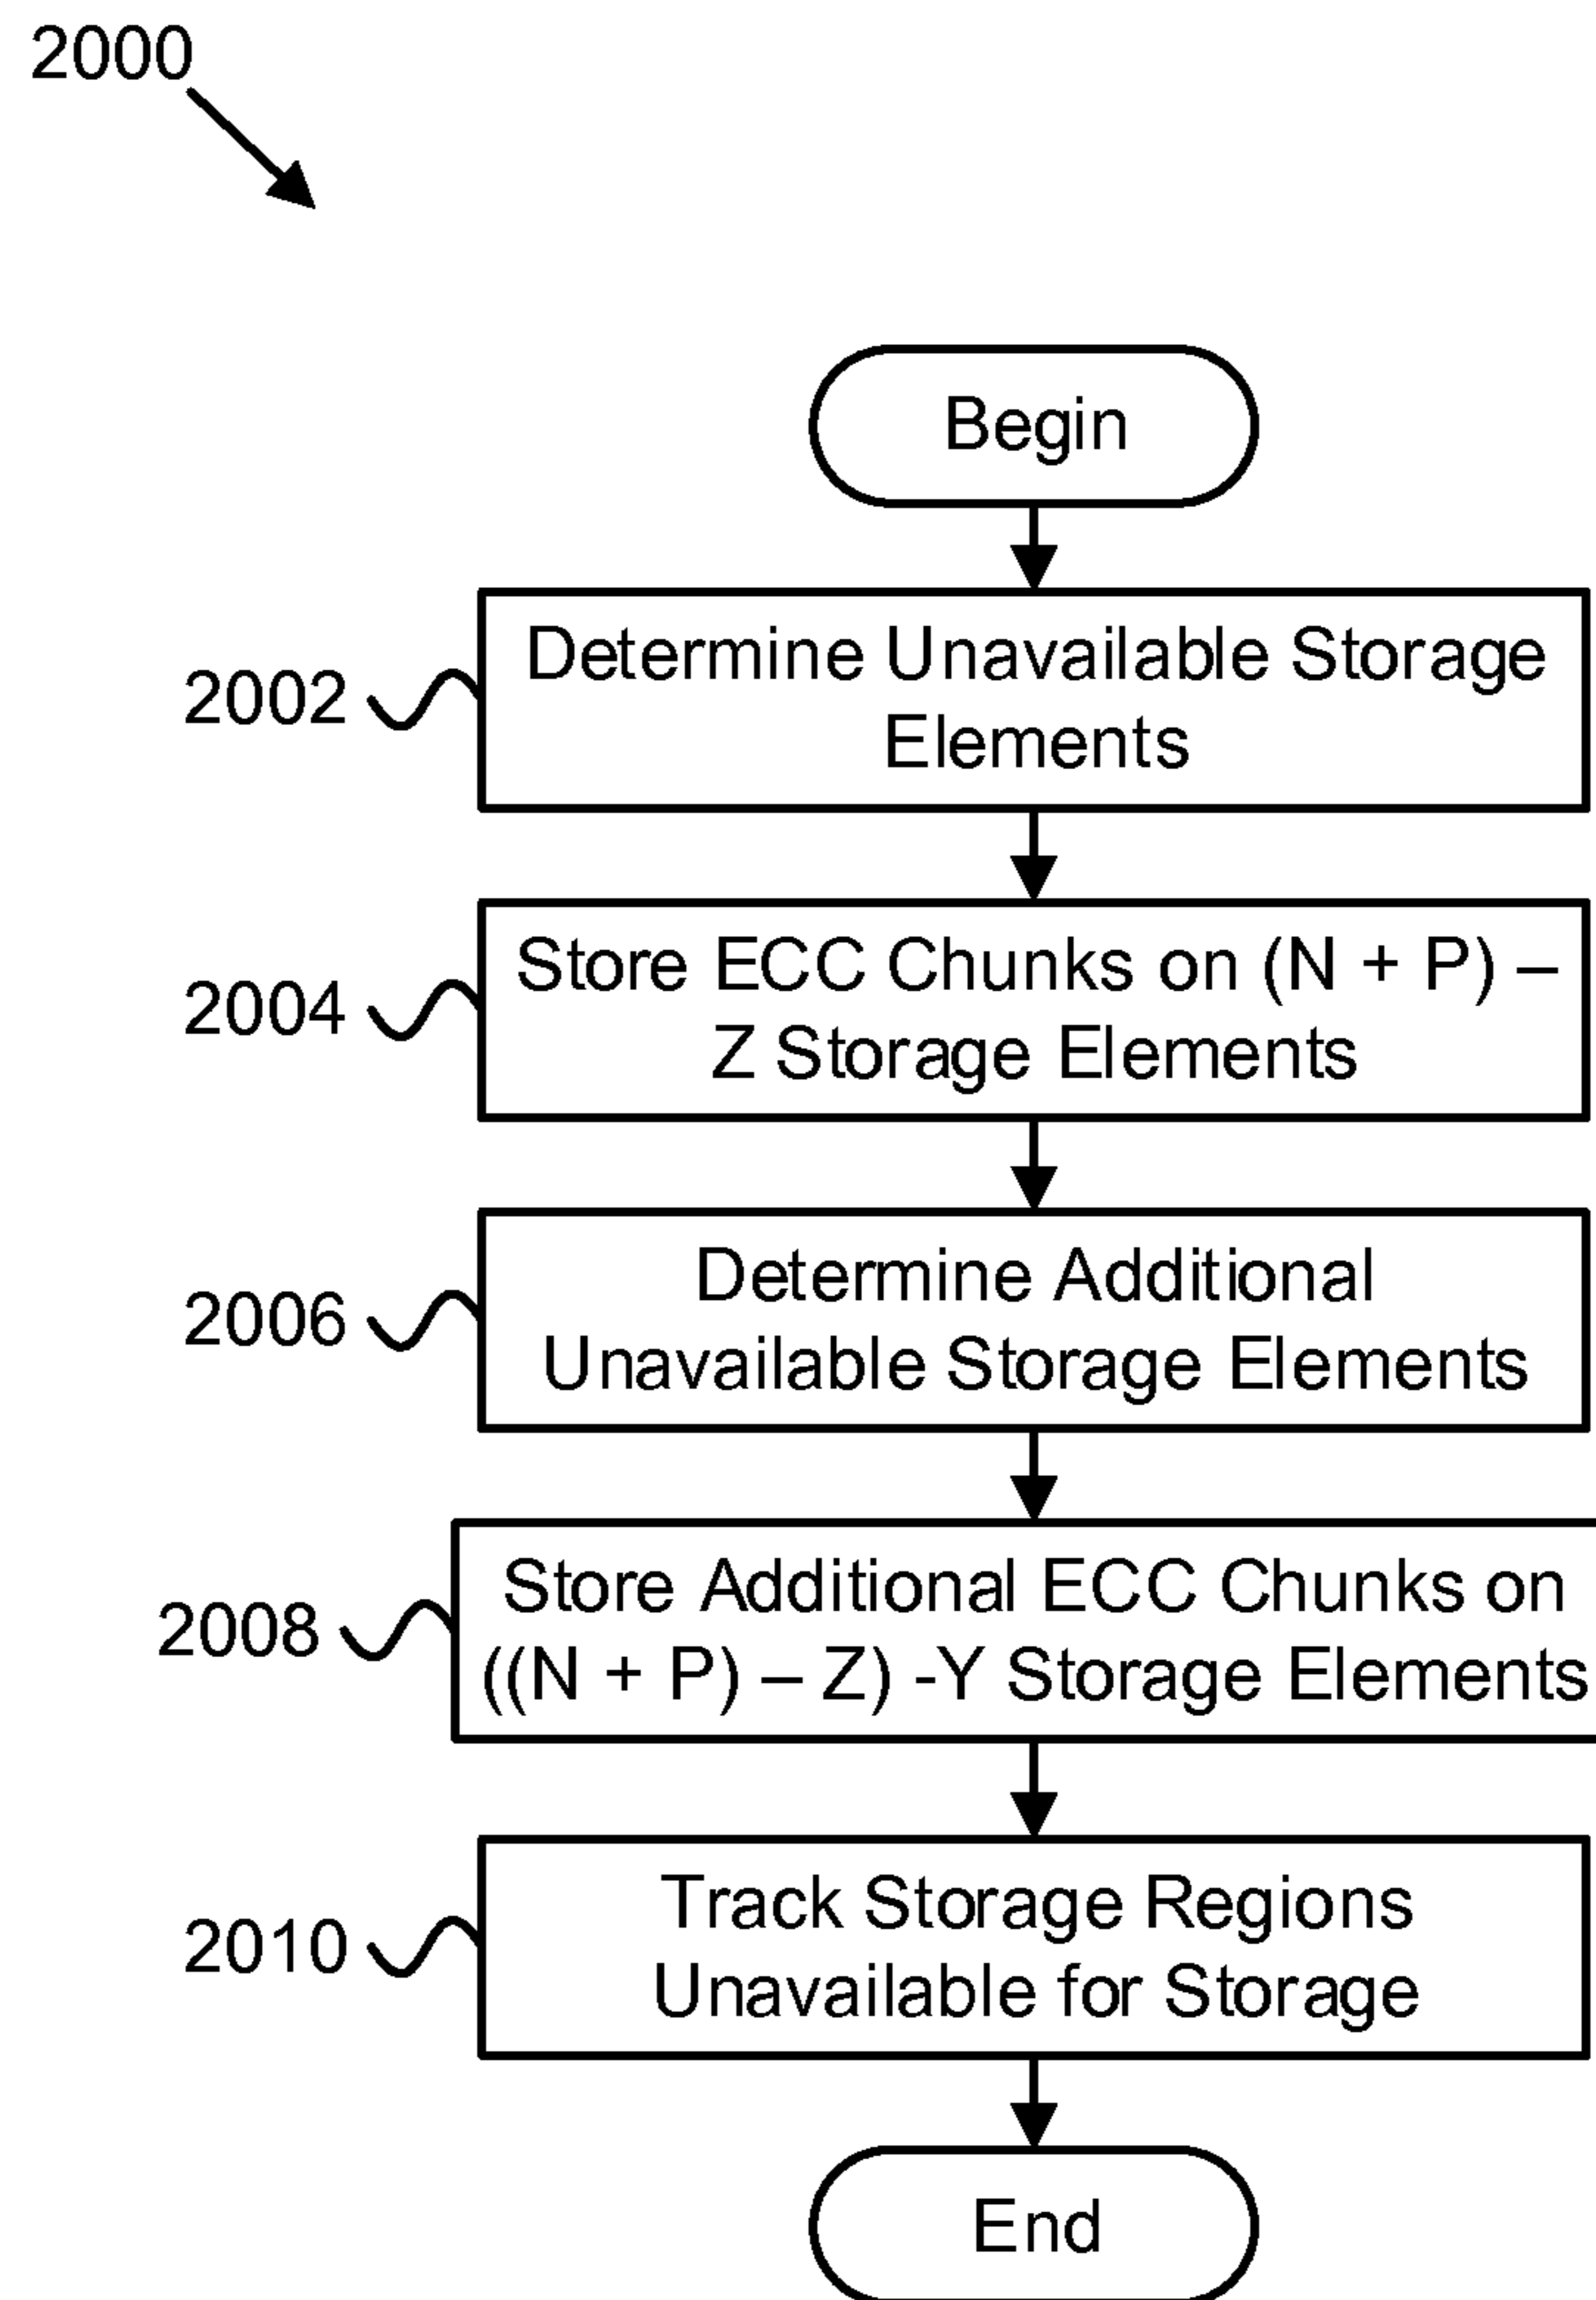 2000
Begin
2002
Determine Unavailable Storage
Elements
2004
Store ECC Chunks on (N + P) –
Z Storage Elements
2006
Determine Additional
Unavailable Storage Elements
2008
Store Additional ECC Chunks on
((N + P) – Z) -Y Storage Elements
2010
Track Storage Regions
Unavailable for Storage
End